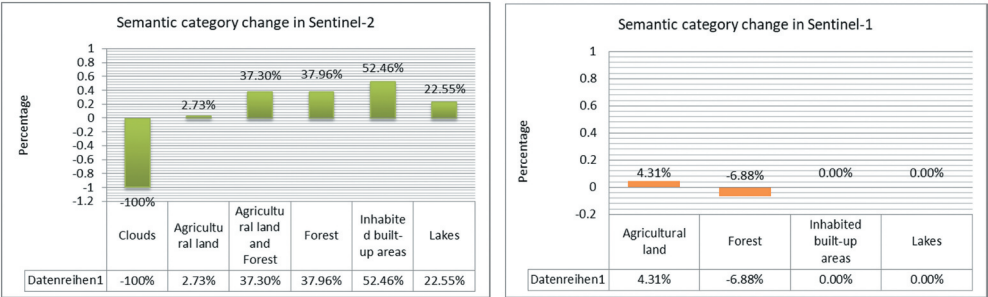 Semantic category change in Sentinel-2
Percentage
1
0.8
0.6
0.4
0.2
0
-0.2
-0.4
-0.6
-0.8
-1
-1.2
-100%
2.73%
37.30%
37.96%
52.46%
22.55%
Clouds
Agricultu
ral land
Agricultu
ral land
and
Forest
Forest
Inhabite
d built-
up areas
Lakes
Datenreihen1 -100% 2.73% 37.30% 37.96% 52.46% 22.55%
Semantic category change in Sentinel-1
Percentage
1
0.8
0.6
0.4
0.2
0
-0.2
4.31%
-6.88%
0.00%
0.00%
Agricultural
land
Forest
Inhabited
built-up
areas
Lakes
Datenreihen1 4.31% -6.88% 0.00% 0.00%